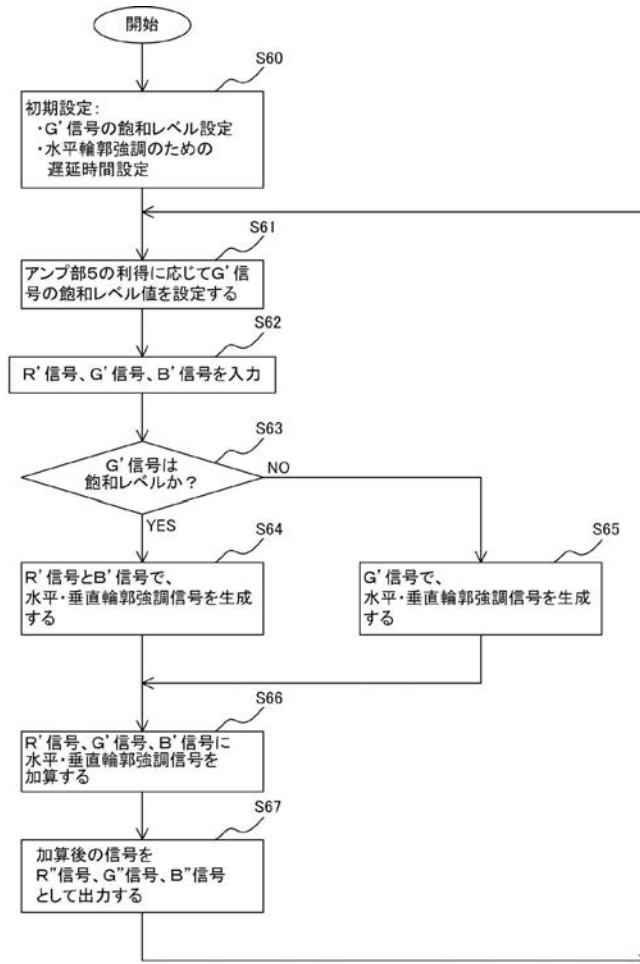 開始
S60
初期設定:
・G’信号の飽和レベル設定
・水平輪郭強調のための
遅延時間設定
S61
アンプ部5の利得に応じてG’信
号の飽和レベル値を設定する
S62
R’信号、G’信号、B’信号を入力
S63
G’信号は
飽和レベルか?
NO
YES
S64
R’信号とB’信号で、
水平・垂直輪郭強調信号を生成
する
S65
G’信号で、
水平・垂直輪郭強調信号を生成
する
S66
R’信号、G’信号、B’信号に
水平・垂直輪郭強調信号を
加算する
S67
加算後の信号を
R”信号、G”信号、B”信号
として出力する